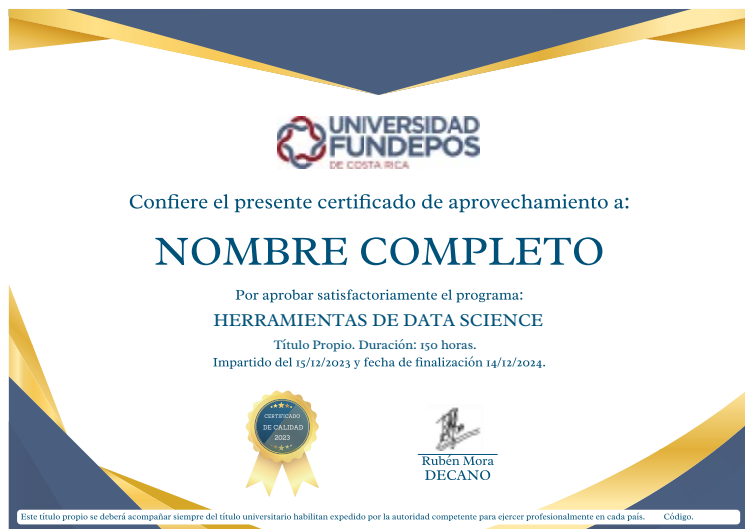 UNIVERSIDAD
FUNDEPOS
DE COSTA RICA
Confiere el presente certificado de aprovechamiento a:
NOMBRE COMPLETO
Por aprobar satisfactoriamente el programa:
HERRAMIENTAS DE DATA SCIENCE
Título Propio. Duración: 150 horas.
Impartido del 15/12/2023 y fecha de finalización 14/12/2024.
CERTIFICADO
DE CALIDAD
2023
Rubén Mora
DECANO
Este título propio se deberá acompañar siempre del título universitario habilitan expedido por la autoridad competente para ejercer profesionalmente en cada país. Código.